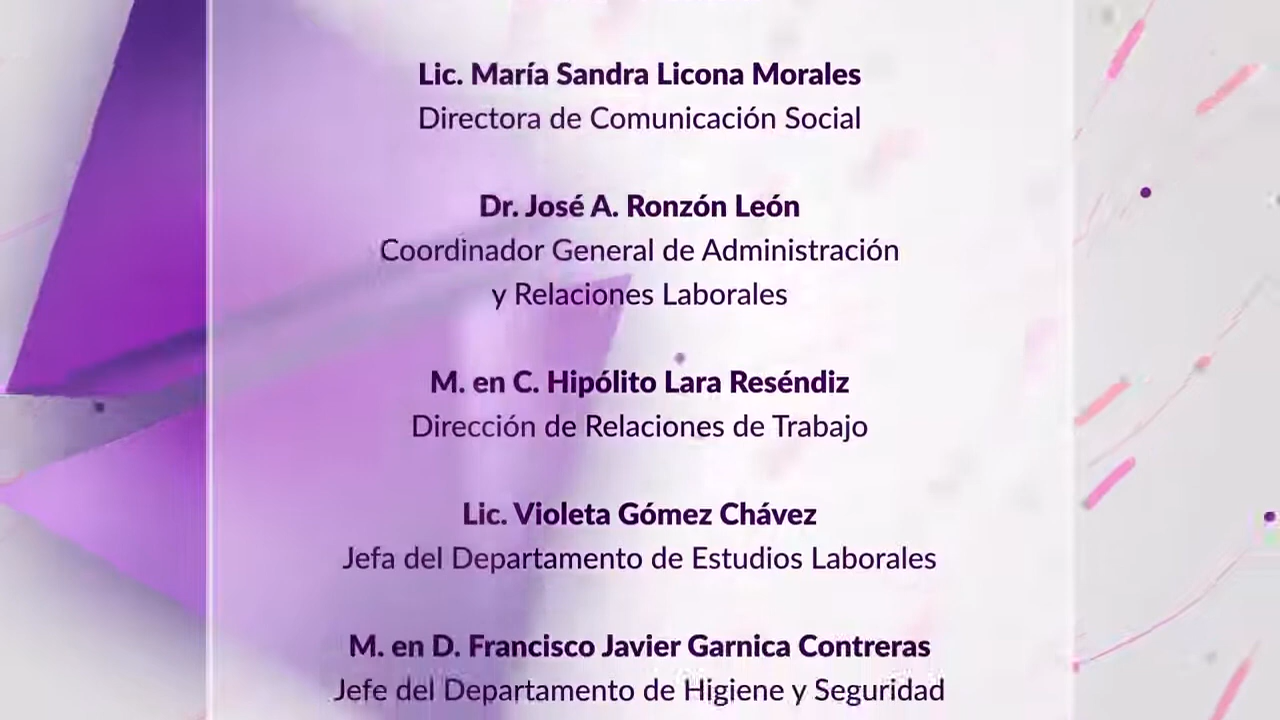 Lic. María Sandra Licona Morales
Directora de Comunicación Social
Dr. José A. Ronzón León
Coordinador General de Administración
y Relaciones Laborales
M. en C. Hipólito Lara Reséndiz
Dirección de Relaciones de Trabajo
Lic. Violeta Gómez Chávez
Jefa del Departamento de Estudios Laborales
M. en D. Francisco Javier Garnica Contreras
Jefe del Departamento de Higiene y Seguridad